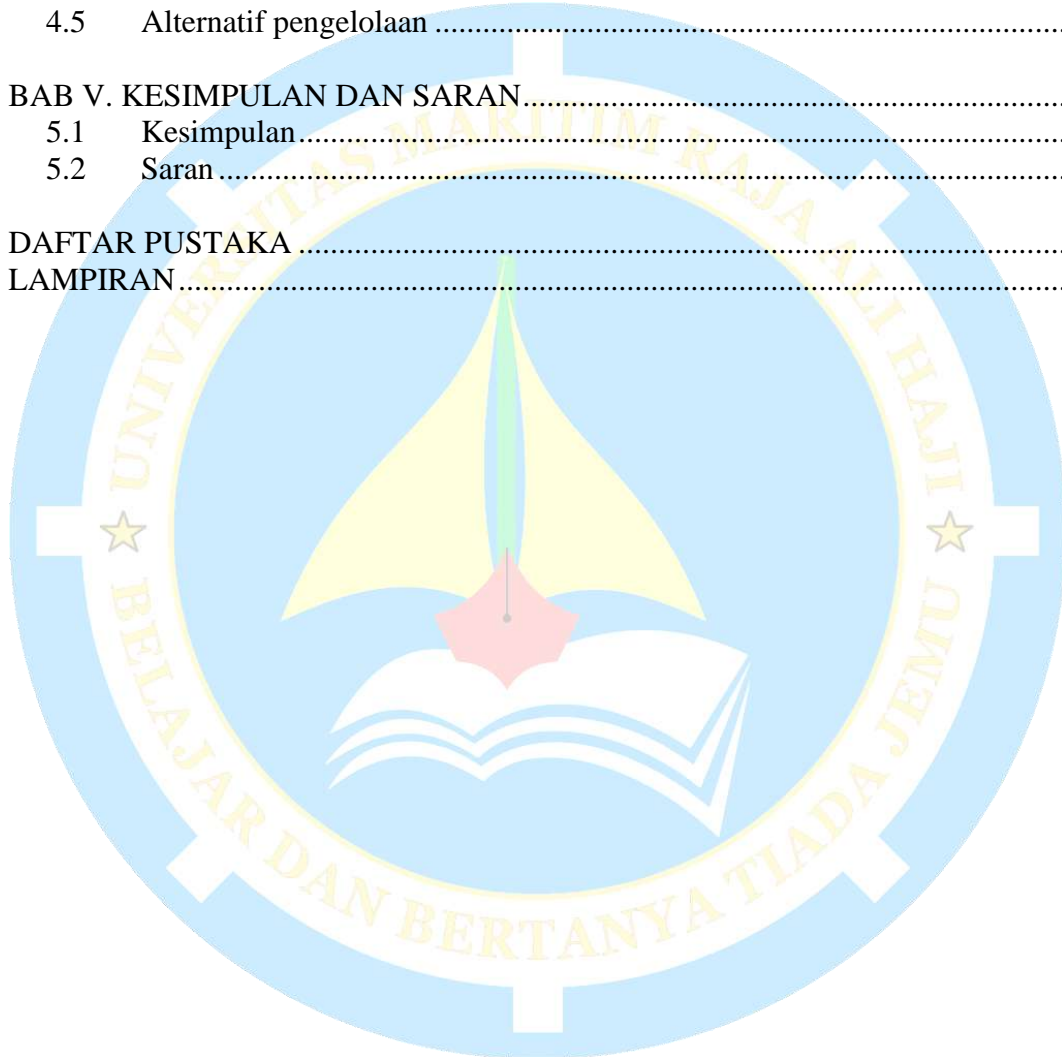 4.5 Alternatif pengelolaan ....................................................................................
BAB V. KESIMPULAN DAN SARAN........................................................................
5.1 Kesimpulan......................................................................................................
5.2 Saran ................................................................................................................
DAFTAR PUSTAKA ......................................................................................................
LAMPIRAN......................................................................................................................
UNIVERSITAS MARITIM RAJA ALI HAJI
BELAJAR DAN BERTANYA TIADA JEMU